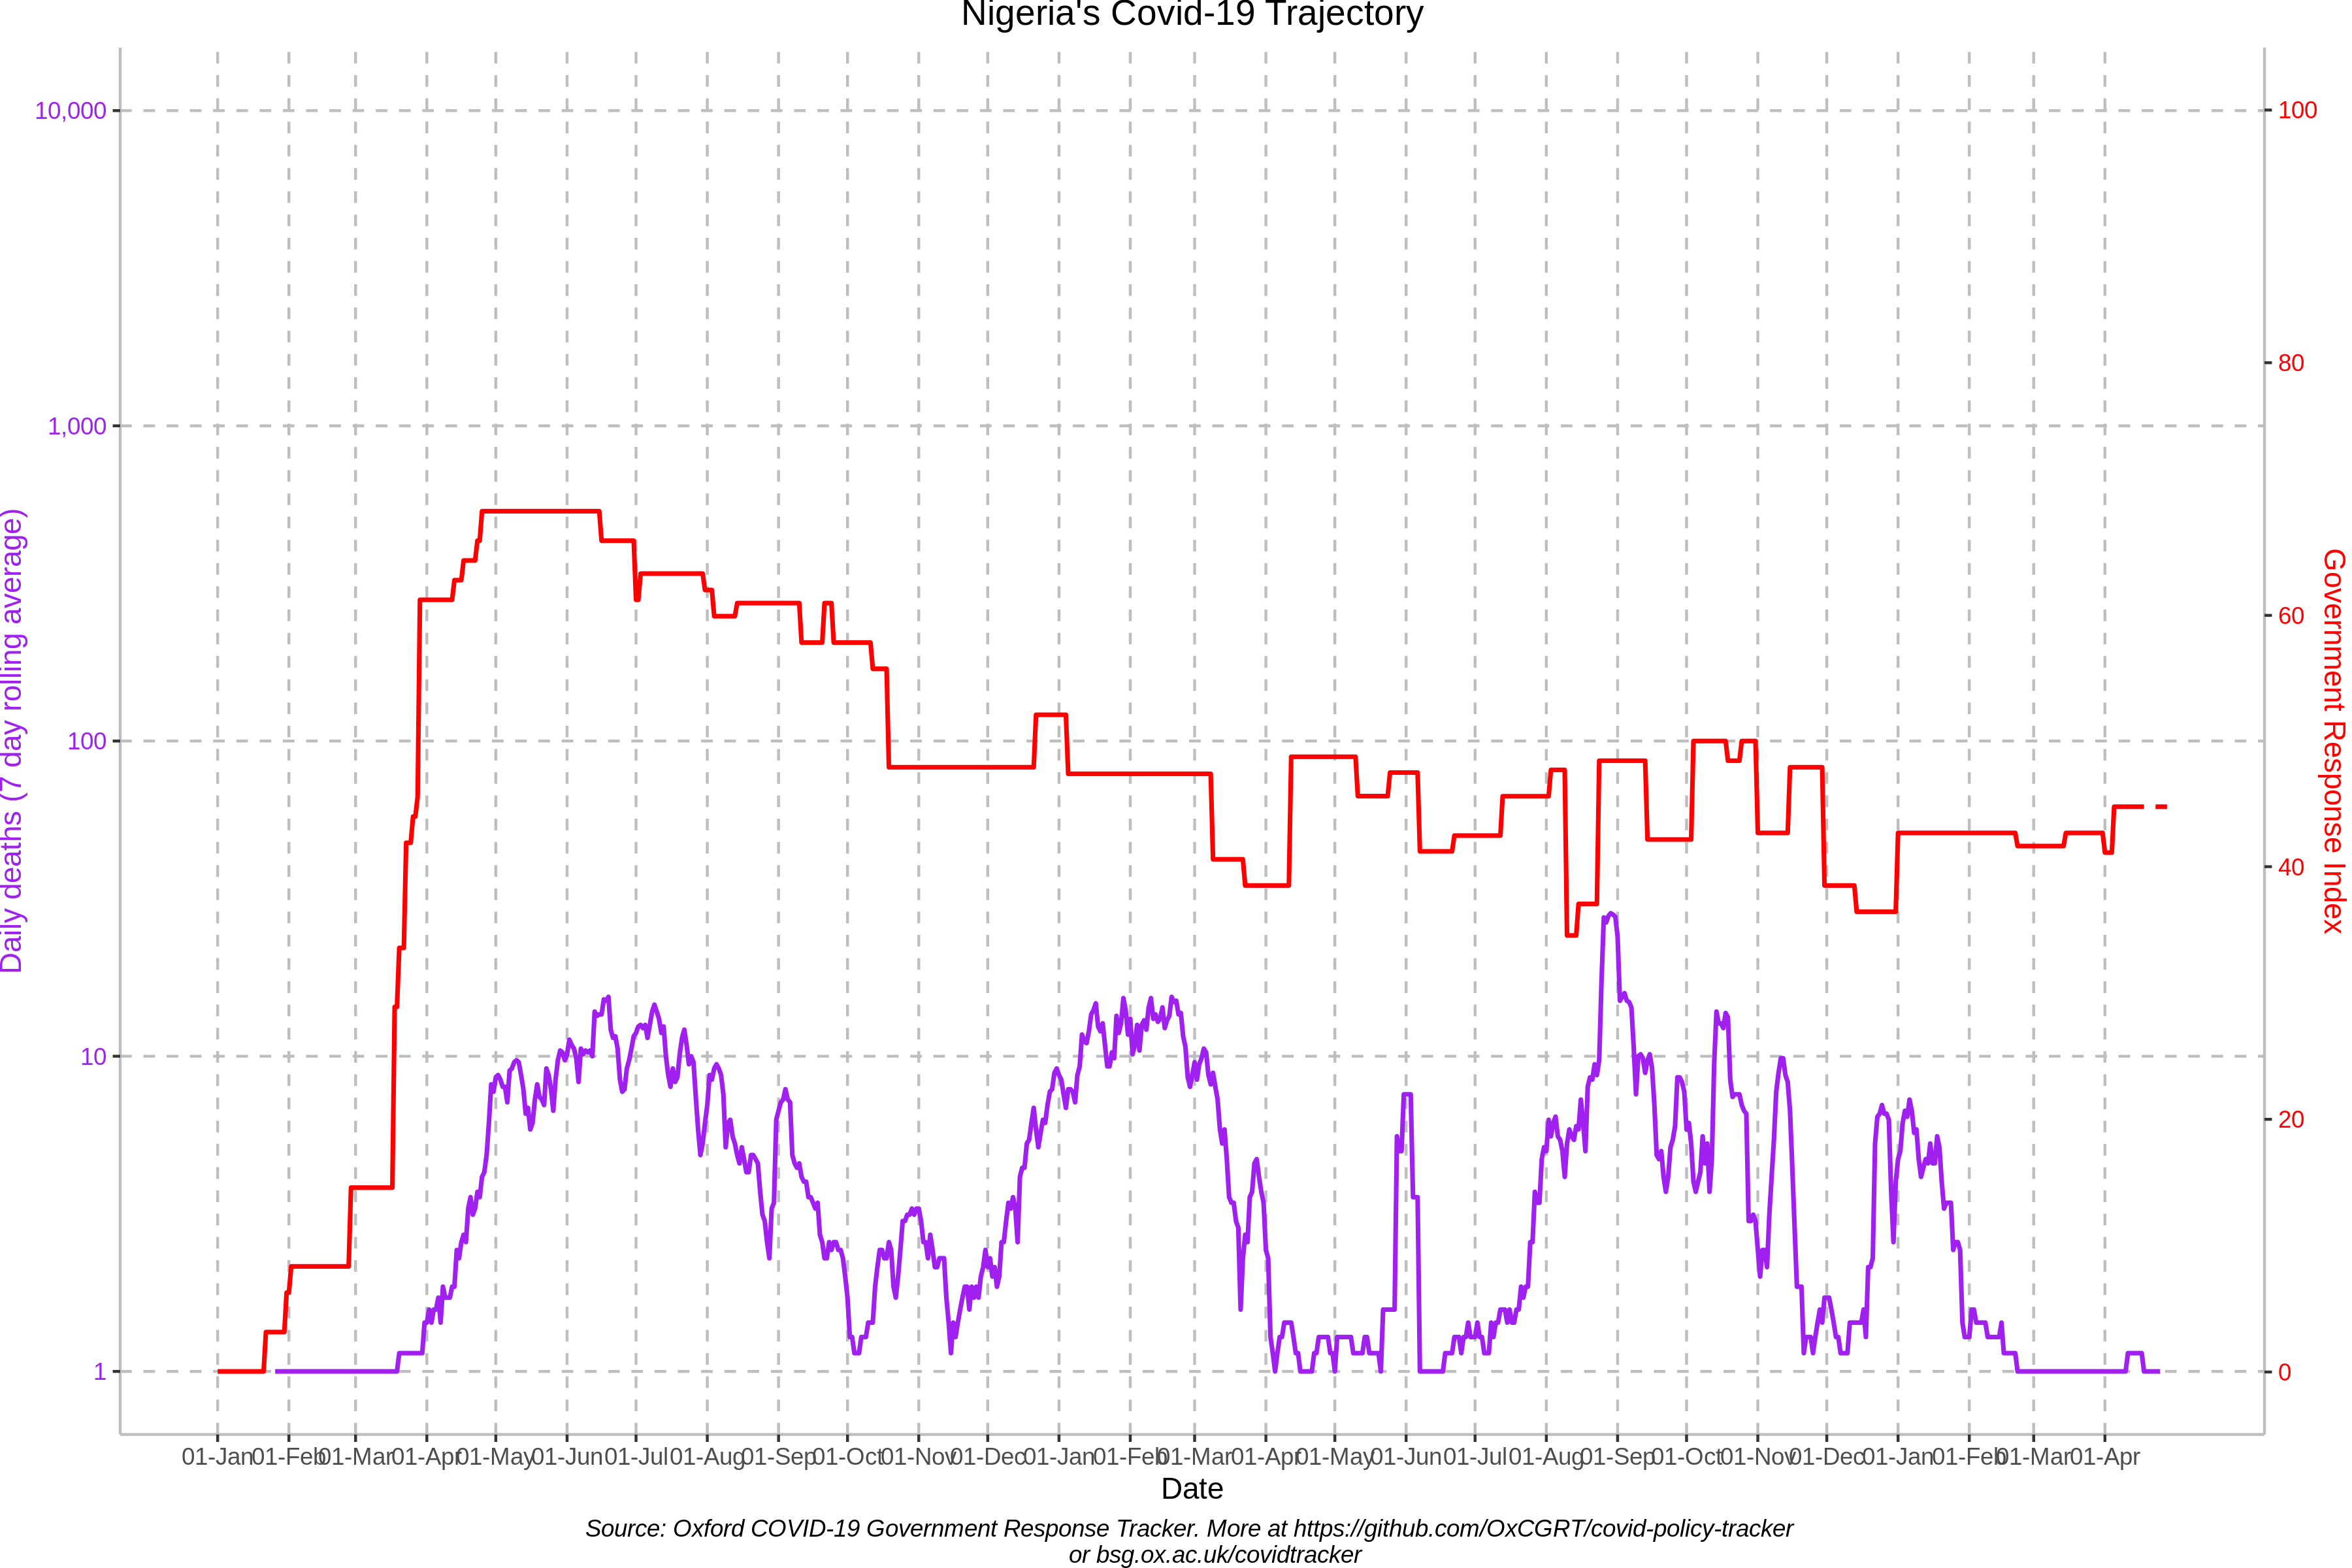 Nigeria's Covid-19 Trajectory
10,000
1,000
100
10
1
Daily deaths (7 day rolling average)
100
80
60
40
20
0
Government Response Index
01-Jan 01-Feb 01-Mar 01-Apr 01-May 01-Jun 01-Jul 01-Aug 01-Sep 01-Oct 01-Nov 01-Dec 01-Jan 01-Feb 01-Mar 01-Apr 01-May 01-Jun 01-Jul 01-Aug 01-Sep 01-Oct 01-Nov 01-Dec 01-Jan 01-Feb 01-Mar 01-Apr
Date
Source: Oxford COVID-19 Government Response Tracker. More at https://github.com/OxCGRT/covid-policy-tracker
or bsg.ox.ac.uk/covidtracker